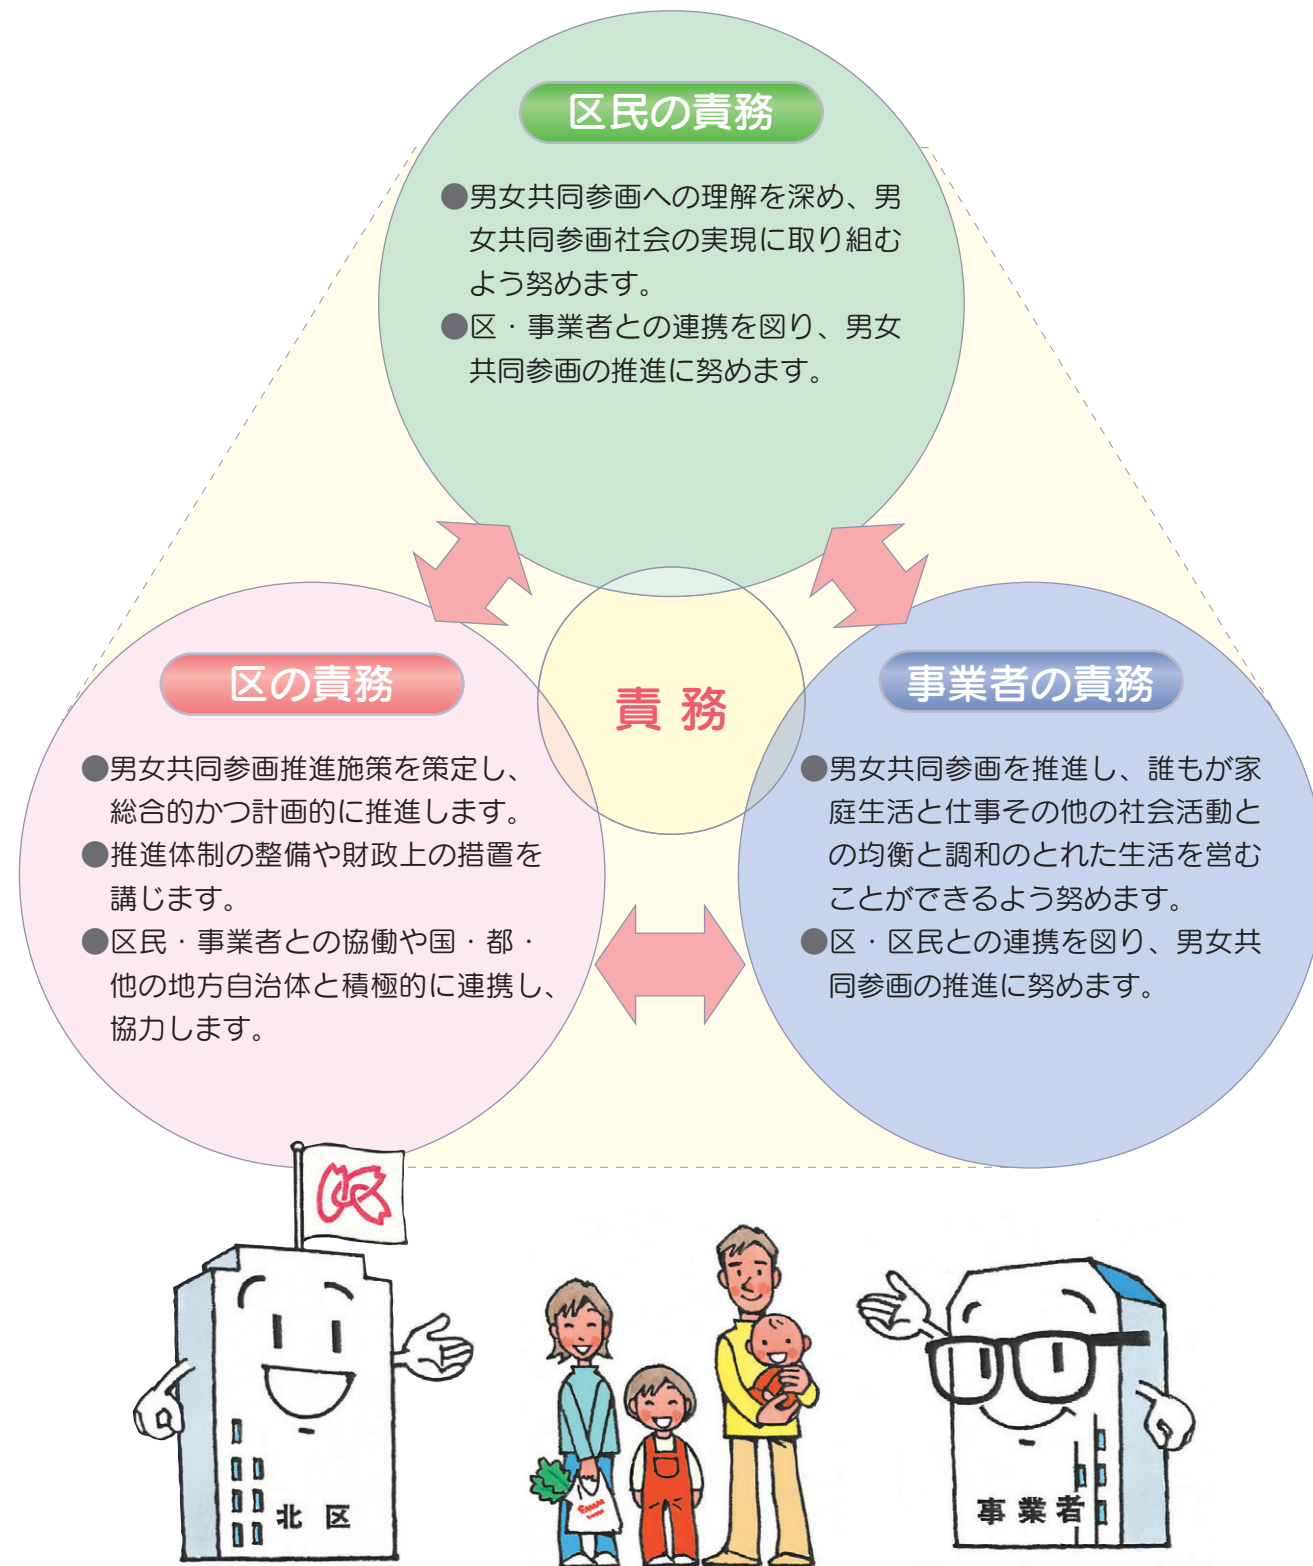 区民の責務
●男女共同参画への理解を深め、男
女共同参画社会の実現に取り組む
よう努めます。
●区・事業者との連携を図り、男女
共同参画の推進に努めます。
責務
区の責務
●男女共同参画推進施策を策定し、
総合的かつ計画的に推進します。
●推進体制の整備や財政上の措置を
講じます。
●区民・事業者との協働や国・都・
他の地方自治体と積極的に連携し、
協力します。
事業者の責務
●男女共同参画を推進し、誰もが家
庭生活と仕事その他の社会活動と
の均衡と調和のとれた生活を営む
ことができるよう努めます。
●区・区民との連携を図り、男女共
同参画の推進に努めます。
北区
事業者